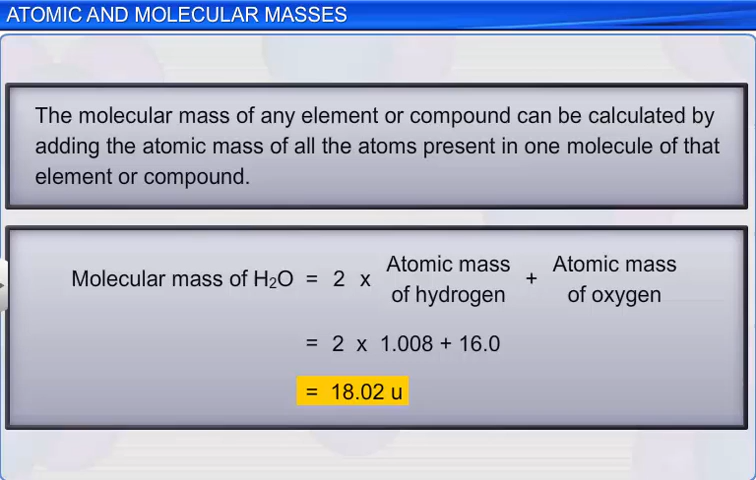 ATOMIC AND MOLECULAR MASSES
The molecular mass of any element or compound can be calculated by
adding the atomic mass of all the atoms present in one molecule of that
element or compound.
Molecular mass of H₂O = 2 x Atomic mass of hydrogen + Atomic mass of oxygen
= 2 x 1.008 + 16.0
= 18.02 u